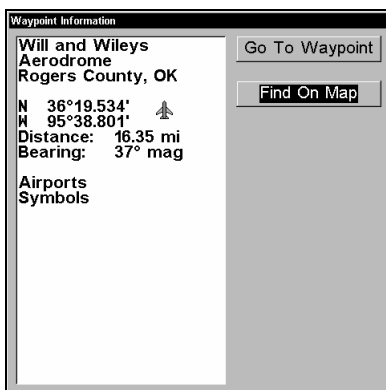 Waypoint Information
Will and Wileys
Aerodrome
Rogers County, OK
N 36°19.534'
W 95°38.801'
Distance: 16.35 mi
Bearing: 37° mag
Airports
Symbols
Go To Waypoint
Find On Map